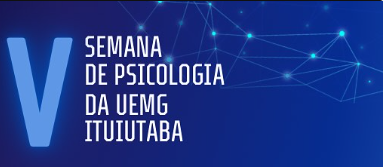 V
SEMANA
DE PSICOLOGIA
DA UEMG
ITUIUTABA